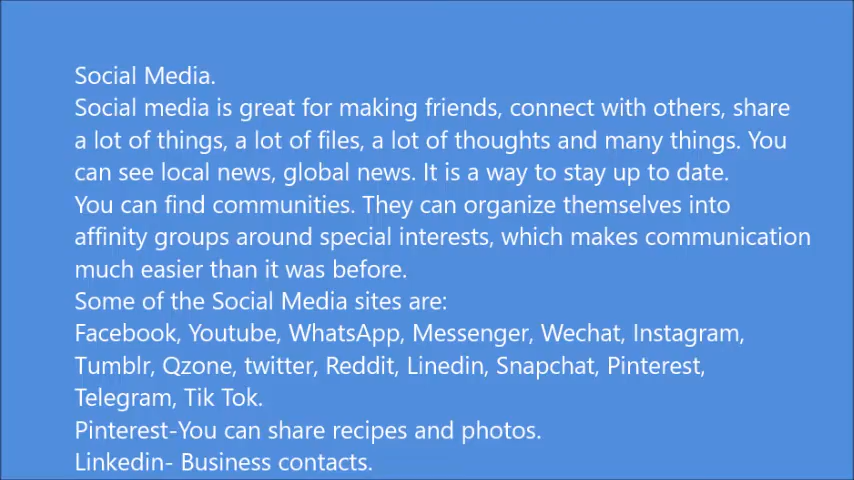 Social Media.
Social media is great for making friends, connect with others, share
a lot of things, a lot of files, a lot of thoughts and many things. You
can see local news, global news. It is a way to stay up to date.
You can find communities. They can organize themselves into
affinity groups around special interests, which makes communication
much easier than it was before.
Some of the Social Media sites are:
Facebook, Youtube, WhatsApp, Messenger, Wechat, Instagram,
Tumblr, Qzone, twitter, Reddit, Linedin, Snapchat, Pinterest,
Telegram, Tik Tok.
Pinterest-You can share recipes and photos.
Linkedin- Business contacts.